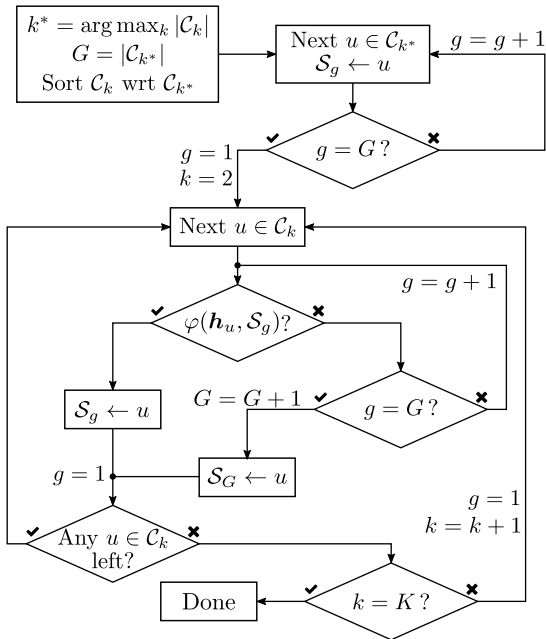 k* = arg max_k |𝒞_k|
G = |𝒞_{k*}|
Sort 𝒞_k wrt 𝒞_{k*}
Next u ∈ 𝒞_{k*}
𝒮_g ← u
g = g + 1
✔
g = G ?
✖
g = 1
k = 2
Next u ∈ 𝒞_k
g = g + 1
✔
φ(𝒉_u, 𝒮_g)?
✖
𝒮_g ← u
G = G + 1
✔
g = G ?
✖
g = 1
𝒮_G ← u
✔
Any u ∈ 𝒞_k
left?
✖
g = 1
k = k + 1
Done
✔
k = K ?
✖